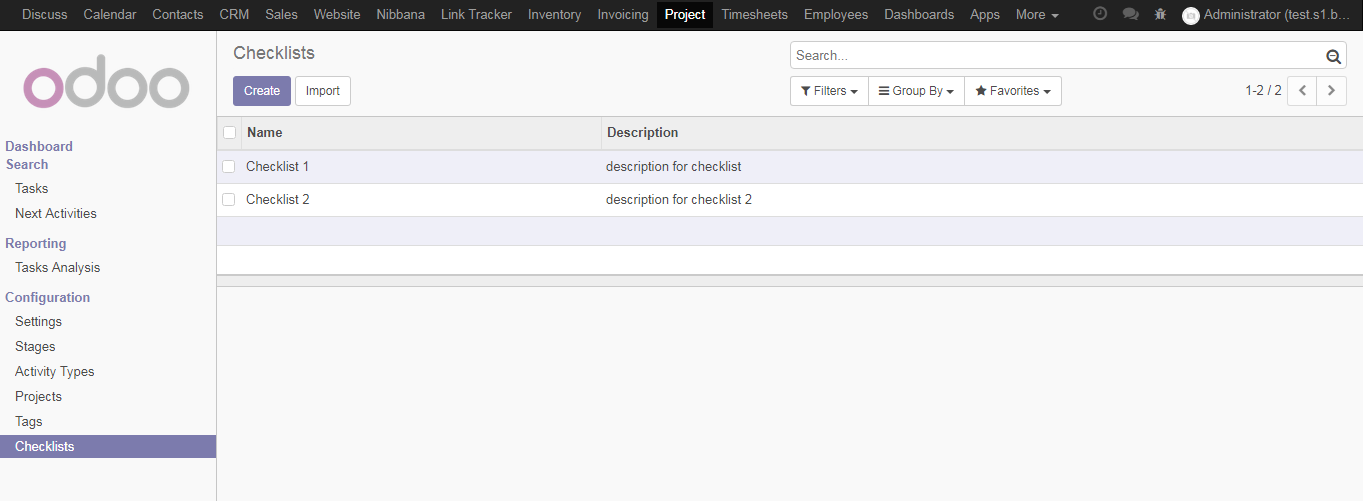 Discuss Calendar Contacts CRM Sales Website Nibbana Link Tracker Inventory Invoicing Project Timesheets Employees Dashboards Apps More Administrator (test.s1.b...
odoo
Dashboard
Search
Tasks
Next Activities
Reporting
Tasks Analysis
Configuration
Settings
Stages
Activity Types
Projects
Tags
Checklists
Checklists
Search...
Create Import
Filters Group By Favorites 1-2 / 2
Name Description
Checklist 1 description for checklist
Checklist 2 description for checklist 2